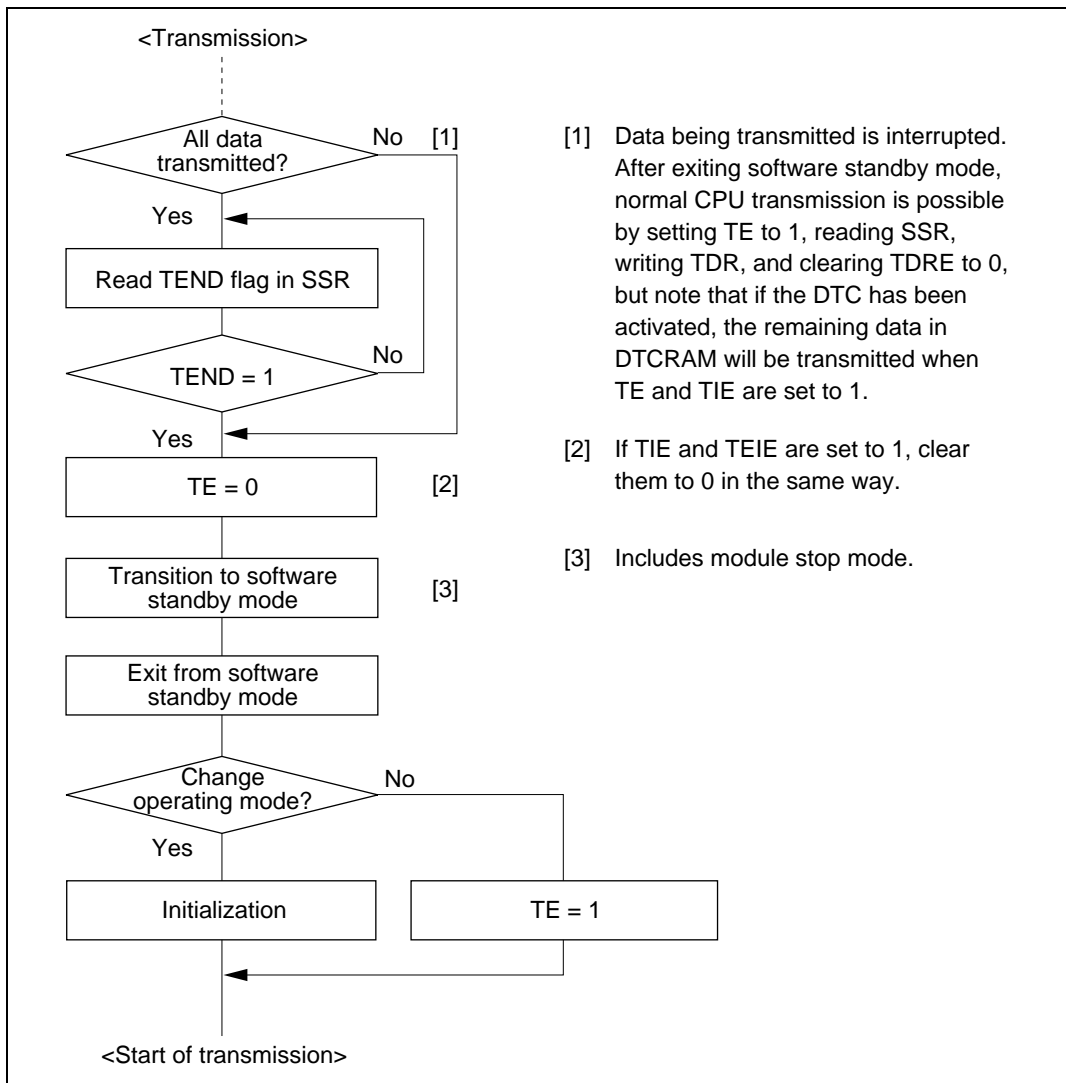 <Transmission>
All data
transmitted?
No [1]
Yes
Read TEND flag in SSR
No
TEND = 1
Yes
TE = 0
[2]
Transition to software
standby mode
[3]
Exit from software
standby mode
Change
operating mode?
No
Yes
Initialization
TE = 1
<Start of transmission>
[1] Data being transmitted is interrupted.
After exiting software standby mode,
normal CPU transmission is possible
by setting TE to 1, reading SSR,
writing TDR, and clearing TDRE to 0,
but note that if the DTC has been
activated, the remaining data in
DTCRAM will be transmitted when
TE and TIE are set to 1.
[2] If TIE and TEIE are set to 1, clear
them to 0 in the same way.
[3] Includes module stop mode.